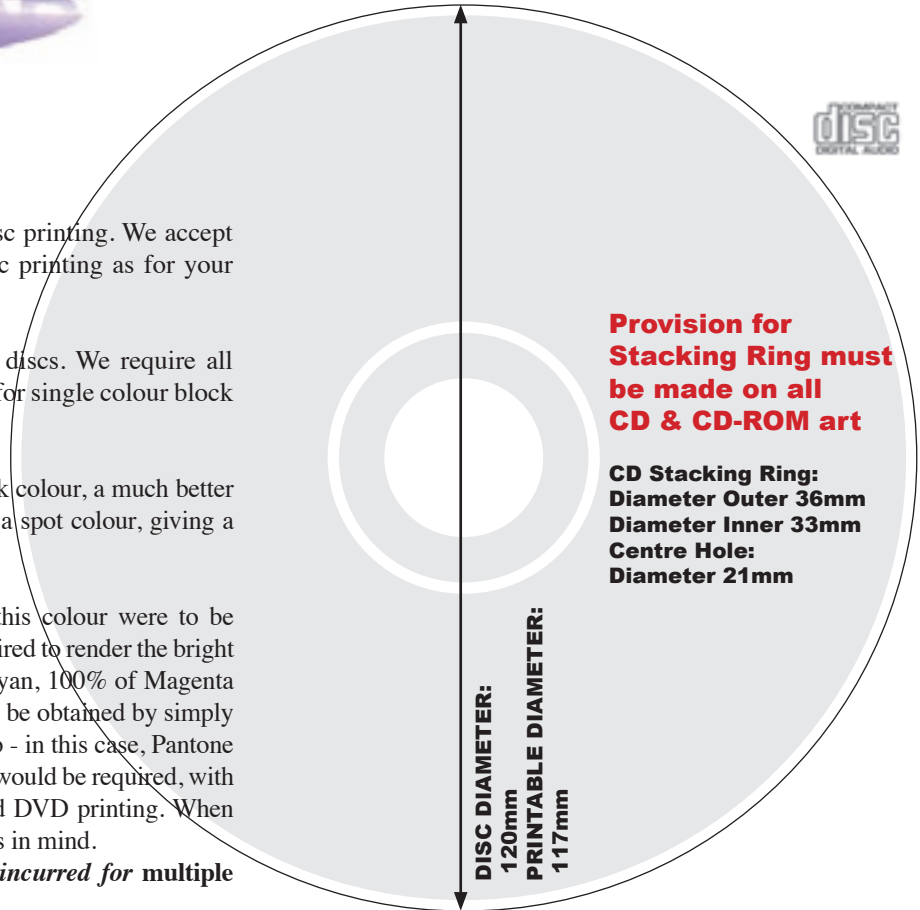 COMPACT
disc
DIGITAL AUDIO
sc printing. We accept
c printing as for your
discs. We require all
for single colour block
k colour, a much better
a spot colour, giving a
this colour were to be
ired to render the bright
yan, 100% of Magenta
be obtained by simply
o - in this case, Pantone
would be required, with
d DVD printing. When
s in mind.
incurred for multiple
Provision for
Stacking Ring must
be made on all
CD & CD-ROM art
CD Stacking Ring:
Diameter Outer 36mm
Diameter Inner 33mm
Centre Hole:
Diameter 21mm
DISC DIAMETER:
120mm
PRINTABLE DIAMETER:
117mm